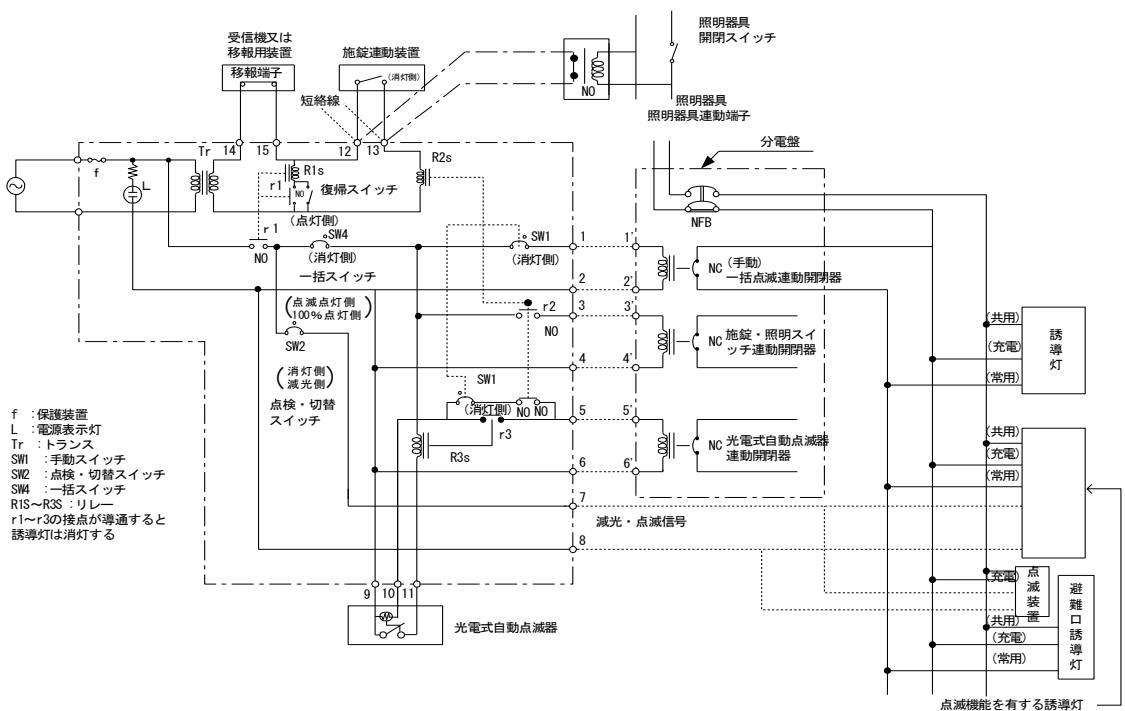 照明器具
開閉スイッチ
受信機又は
移報用装置
施錠連動装置
移報端子
(消灯側)
NO
短絡線
照明器具
照明器具連動端子
分電盤
Tr
14
15
12
13
R2s
f
L
R1s
r1
NO
復帰スイッチ
(点灯側)
NFB
r1
NO
SW4
(消灯側)
一括スイッチ
SW1
(消灯側)
1
1'
NC
(手動)
一括点滅連動開閉器
2
2'
点滅点灯側
100%点灯側
r2
NO
3
3'
SW2
NC
施錠・照明スイ
ッチ連動開閉器
4
4'
消灯側
減光側
点検・切替
スイッチ
SW1
(消灯側)
NO
NO
r3
5
5'
NC
光電式自動点滅器
連動開閉器
R3s
6
6'
7
減光・点滅信号
8
(共用)
(充電)
(常用)
誘導灯
(共用)
(充電)
(常用)
(充電)
点滅装置
(共用)
(充電)
(常用)
避難口誘導灯
f :保護装置
L :電源表示灯
Tr :トランス
SW1 :手動スイッチ
SW2 :点検・切替スイッチ
SW4 :一括スイッチ
R1S～R3S :リレー
r1～r3の接点が導通すると
誘導灯は消灯する
9
10
11
光電式自動点滅器
点滅機能を有する誘導灯